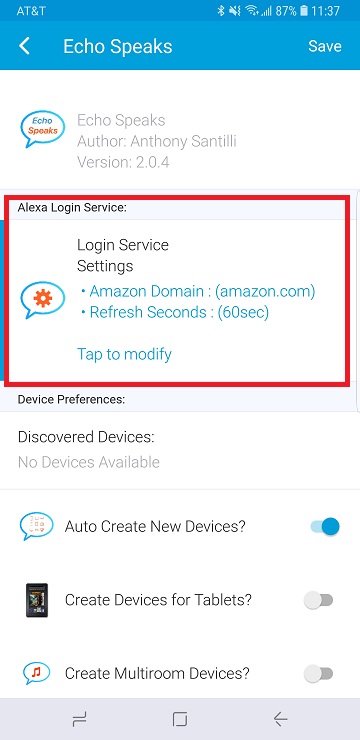 AT&T 87% 11:37
Echo Speaks Save
Echo
Speaks
Echo Speaks
Author: Anthony Santilli
Version: 2.0.4
Alexa Login Service:
Login Service
Settings
• Amazon Domain : (amazon.com)
• Refresh Seconds : (60sec)
Tap to modify
Device Preferences:
Discovered Devices:
No Devices Available
Auto Create New Devices?
Create Devices for Tablets?
Create Multiroom Devices?